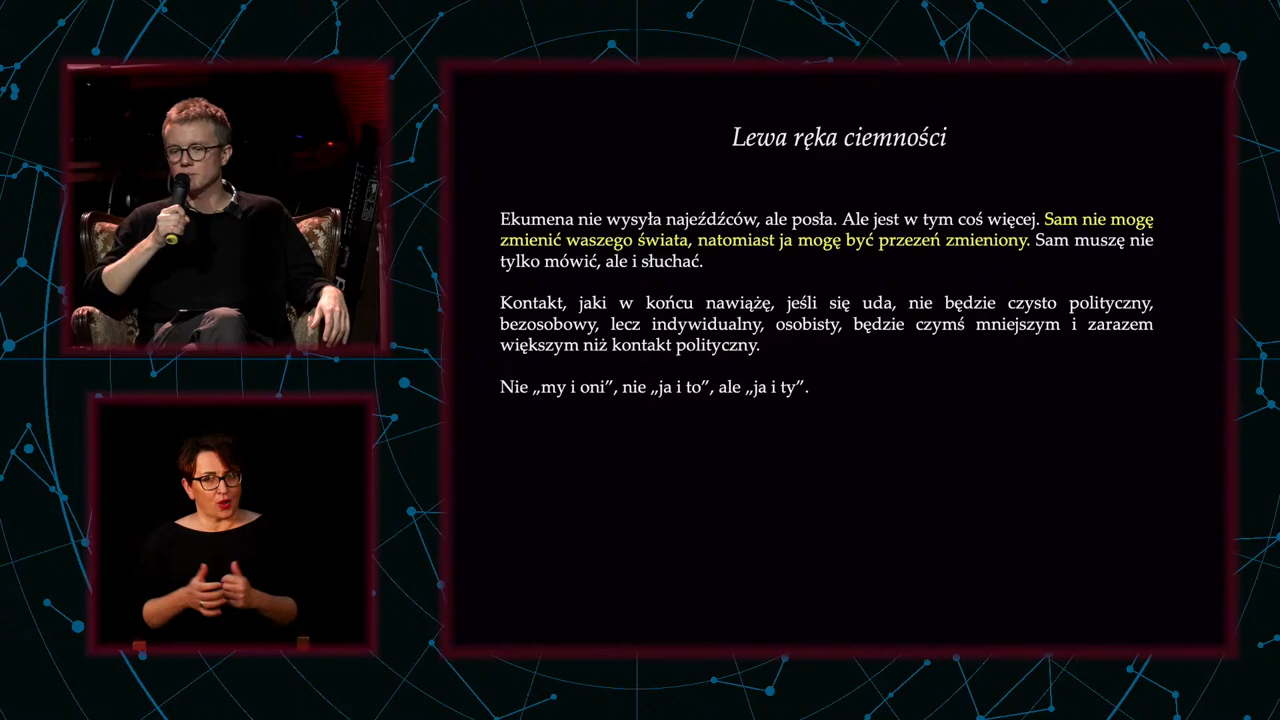 Lewa ręka ciemności
Ekumena nie wysyła najeźdźców, ale posła. Ale jest w tym coś więcej. Sam nie mogę
zmienić waszego świata, natomiast ja mogę być przezeń zmieniony. Sam muszę nie
tylko mówić, ale i słuchać.
Kontakt, jaki w końcu nawiążę, jeśli się uda, nie będzie czysto polityczny,
bezosobowy, lecz indywidualny, osobisty, będzie czymś mniejszym i zarazem
większym niż kontakt polityczny.
Nie „my i oni”, nie „ja i to”, ale „ja i ty”.